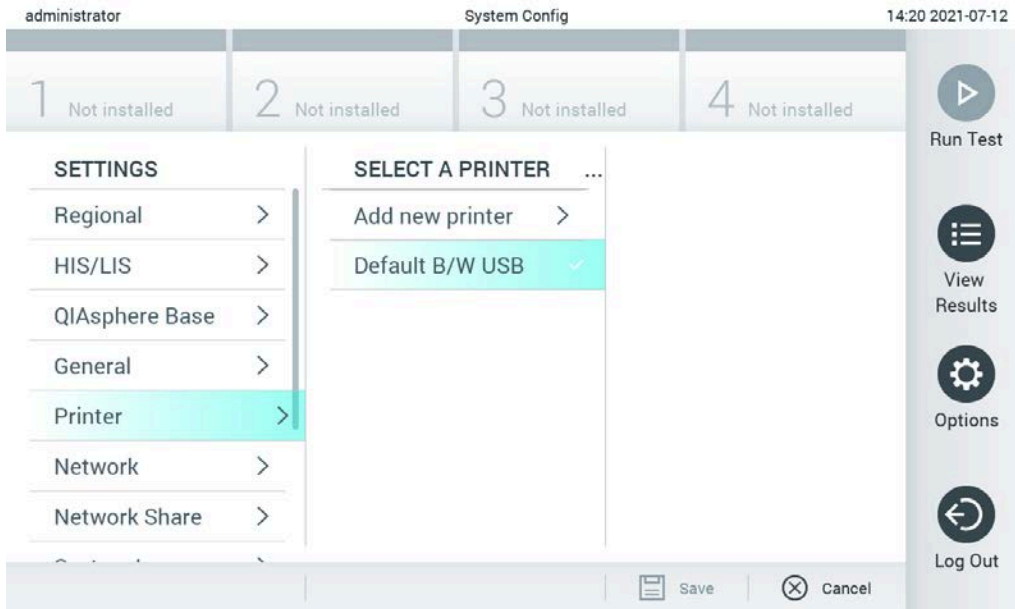 administrator System Config 14:20 2021-07-12
1 Not installed 2 Not installed 3 Not installed 4 Not installed
Run Test
SETTINGS SELECT A PRINTER ...
Regional Add new printer
HIS/LIS Default B/W USB
View
Results
QIAsphere Base
General
Printer
Options
Network
Network Share
Log Out
Save Cancel